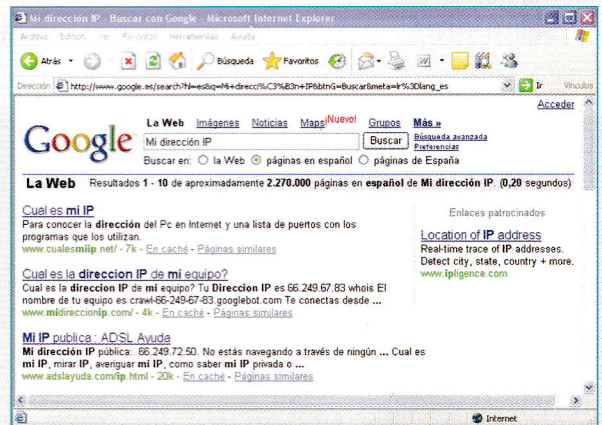 Mi dirección IP - Buscar con Google - Microsoft Internet Explorer
Archivo Edición Ver Favoritos Herramientas Ayuda
Atrás Búsqueda Favoritos
Dirección http://www.google.es/search?hl=es&q=Mi+direcci%C3%B3n+IP&btnG=Buscar&meta=lr%3Dlang_es Ir Vínculos
Acceder
Google
La Web Imágenes Noticias Maps ¡Nuevo! Grupos Más »
Mi dirección IP Buscar Búsqueda avanzada
Preferencias
Buscar en: la Web páginas en español páginas de España
La Web Resultados 1 - 10 de aproximadamente 2.270.000 páginas en español de Mi dirección IP. (0,20 segundos)
Cual es mi IP
Para conocer la dirección del Pc en Internet y una lista de puertos con los
programas que los utilizan.
www.cualesmiip.net/ - 7k - En caché - Páginas similares
Cual es la direccion IP de mi equipo?
Cual es la direccion IP de mi equipo? Tu Direccion IP es 66.249.67.83 whois El
nombre de tu equipo es crawl-66-249-67-83.googlebot.com Te conectas desde ...
www.midireccionip.com/ - 4k - En caché - Páginas similares
Mi IP publica : ADSL Ayuda
Mi dirección IP pública:. 66.249.72.50. No estás navegando a través de ningún ... Cual es
mi IP, mirar IP, averiguar mi IP, como saber mi IP privada o ...
www.adslayuda.com/ip.html - 20k - En caché - Páginas similares
Enlaces patrocinados
Location of IP address
Real-time trace of IP addresses.
Detect city, state, country + more.
www.ipligence.com
Internet